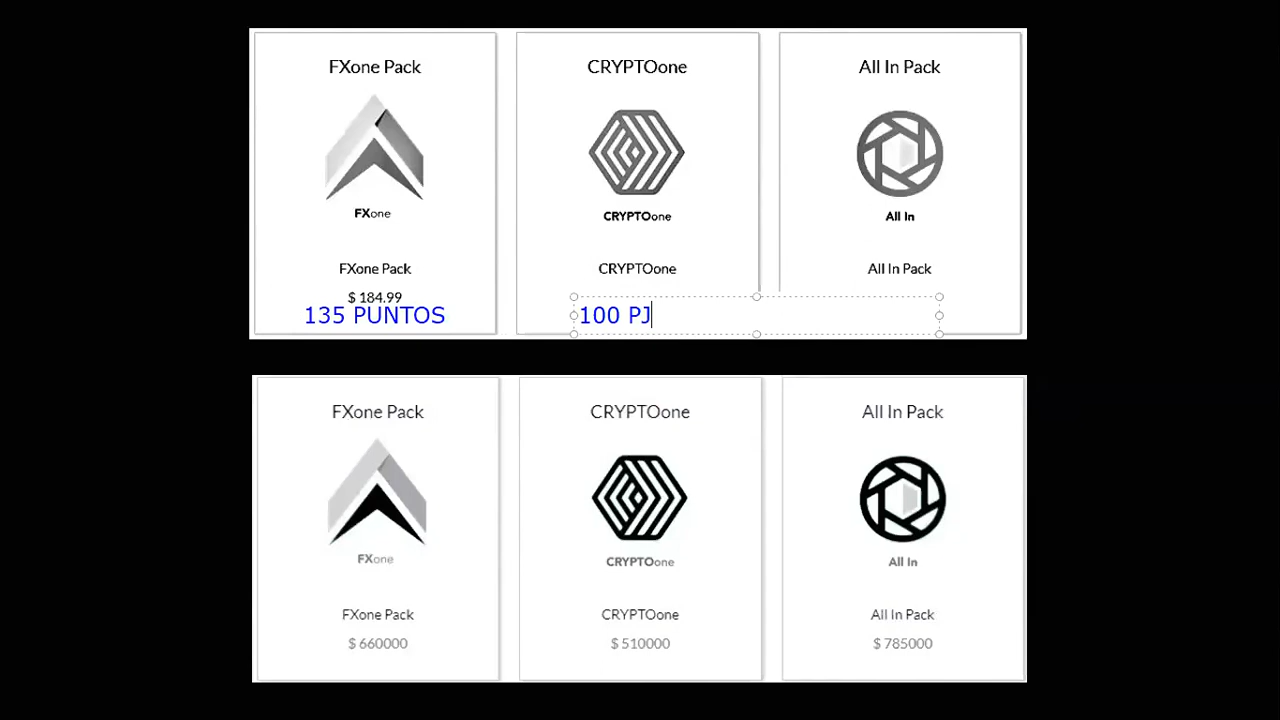 FXone Pack
CRYPTOone
All In Pack
FXone
CRYPTOone
All In
FXone Pack
CRYPTOone
All In Pack
$ 184.99
135 PUNTOS
100 PJ
FXone Pack
CRYPTOone
All In Pack
FXone
CRYPTOone
All In
FXone Pack
CRYPTOone
All In Pack
$ 660000
$ 510000
$ 785000